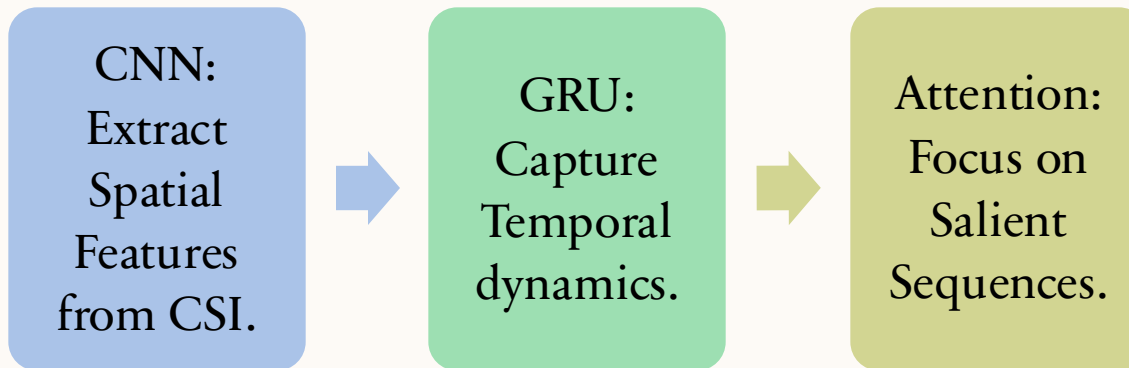 CNN:
Extract
Spatial
Features
from CSI.
GRU:
Capture
Temporal
dynamics.
Attention:
Focus on
Salient
Sequences.